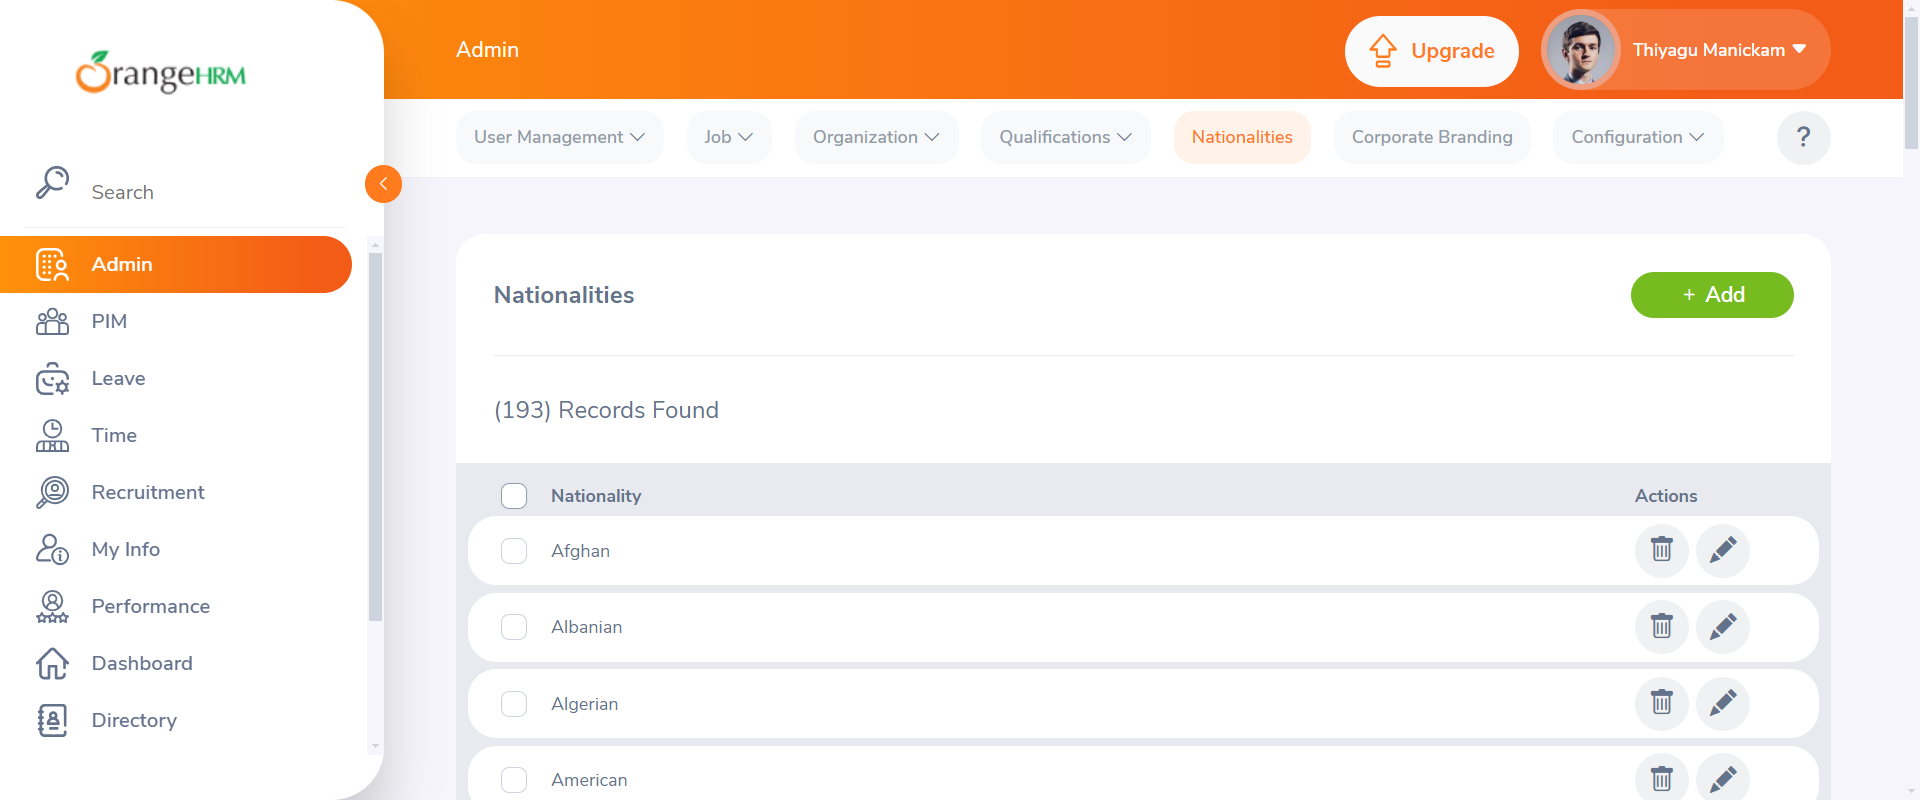 OrangeHRM
Search
Admin
PIM
Leave
Time
Recruitment
My Info
Performance
Dashboard
Directory
Admin
Upgrade
Thiyagu Manickam
User Management
Job
Organization
Qualifications
Nationalities
Corporate Branding
Configuration
?
Nationalities
+ Add
(193) Records Found
Nationality Actions
Afghan
Albanian
Algerian
American